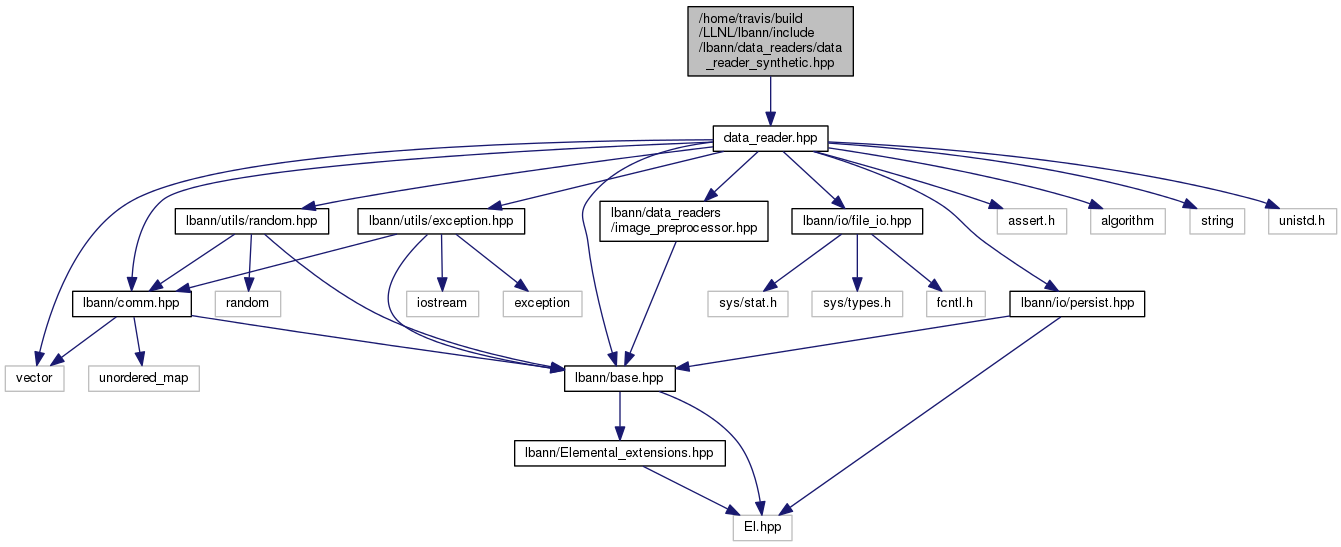 /home/travis/build
/LLNL/lbann/include
/lbann/data_readers/data
_reader_synthetic.hpp
data_reader.hpp
lbann/utils/random.hpp
lbann/utils/exception.hpp
lbann/data_readers
/image_preprocessor.hpp
lbann/io/file_io.hpp
assert.h
algorithm
string
unistd.h
lbann/comm.hpp
random
iostream
exception
sys/stat.h
sys/types.h
fcntl.h
lbann/io/persist.hpp
vector
unordered_map
lbann/base.hpp
lbann/Elemental_extensions.hpp
El.hpp